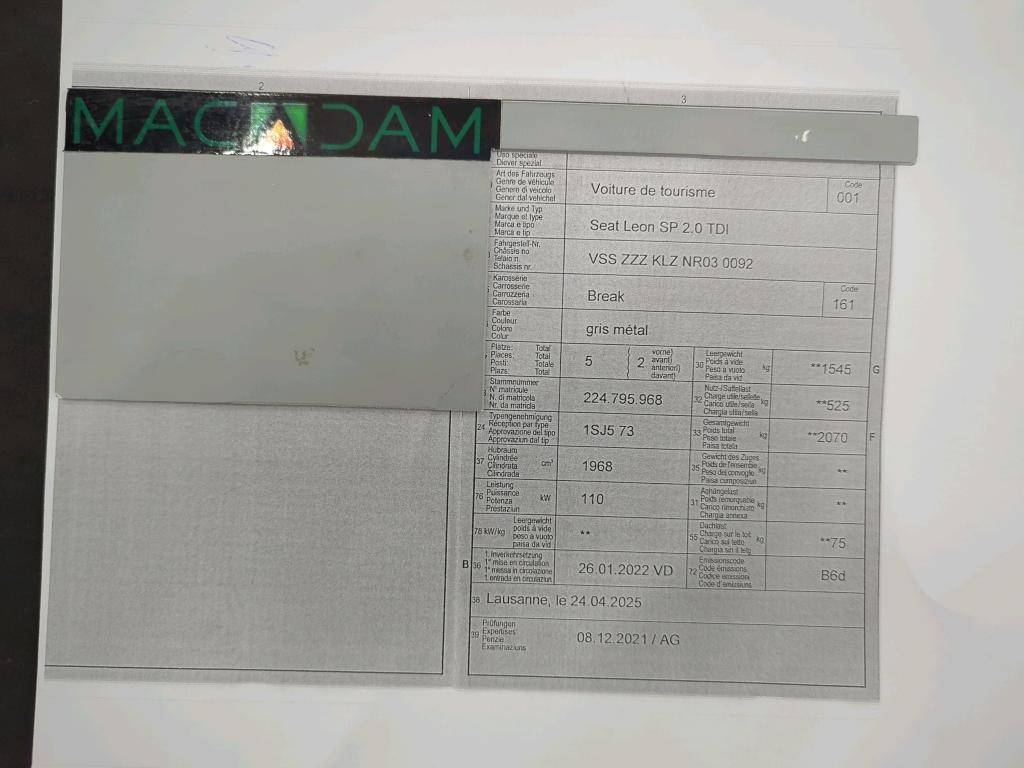 2
3
MACADAM
Uso speciale
Diever spezial
Art des Fahrzeugs
Genre de véhicule
Genere di veicolo
Gener dal vehichel
Voiture de tourisme
Code
001
Marke und Typ
Marque et type
Marca e tipo
Marca e tip
Seat Leon SP 2.0 TDI
Fahrgestell-Nr.
Châssis no
Telaio n.
Schassis nr.
VSS ZZZ KLZ NR03 0092
Karosserie
Carrosserie
Carrozzeria
Carossaria
Break
Code
161
Farbe
Couleur
Colore
Colur
gris métal
Plätze: Total
Places: Total
Posti: Totale
Plazs: Total
5
2
vorne)
avant)
anteriori)
davant)
30
Leergewicht
Poids à vide
Peso a vuoto
Paisa da vid
kg
**1545
G
Stammnummer
N° matricule
N. di matricola
Nr. da matricla
224.795.968
32
Nutz-/Sattellast
Charge utile/sellette
Carico utile/sella
Chargia utila/sella
kg
**525
24
Typengenehmigung
Réception par type
Approvazione del tipo
Approvaziun dal tip
1SJ5 73
33
Gesamtgewicht
Poids total
Peso totale
Paisa totala
kg
**2070
F
37
Hubraum
Cylindrée
Cilindrata
Cilindrada
cm³
1968
35
Gewicht des Zuges
Poids de l'ensemble
Peso del convoglio
Paisa cumposiziun
kg
**
76
Leistung
Puissance
Potenza
Prestaziun
kW
110
31
Anhängelast
Poids remorquable
Carico rimorchiato
Chargia annexa
kg
**
78 kW/kg
Leergewicht
poids à vide
peso a vuoto
paisa da vid
**
55
Dachlast
Charge sur le toit
Carico sul tetto
Chargia sin il tetg
kg
**75
B 36
1. Inverkehrsetzung
1re mise en circulation
1a messa in circolazione
1. entrada en circulaziun
26.01.2022 VD
72
Emissionscode
Code émissions
Codice emissioni
Code d'emissiuns
B6d
38 Lausanne, le 24.04.2025
39
Prüfungen
Expertises
Perizie
Examinaziuns
08.12.2021 / AG